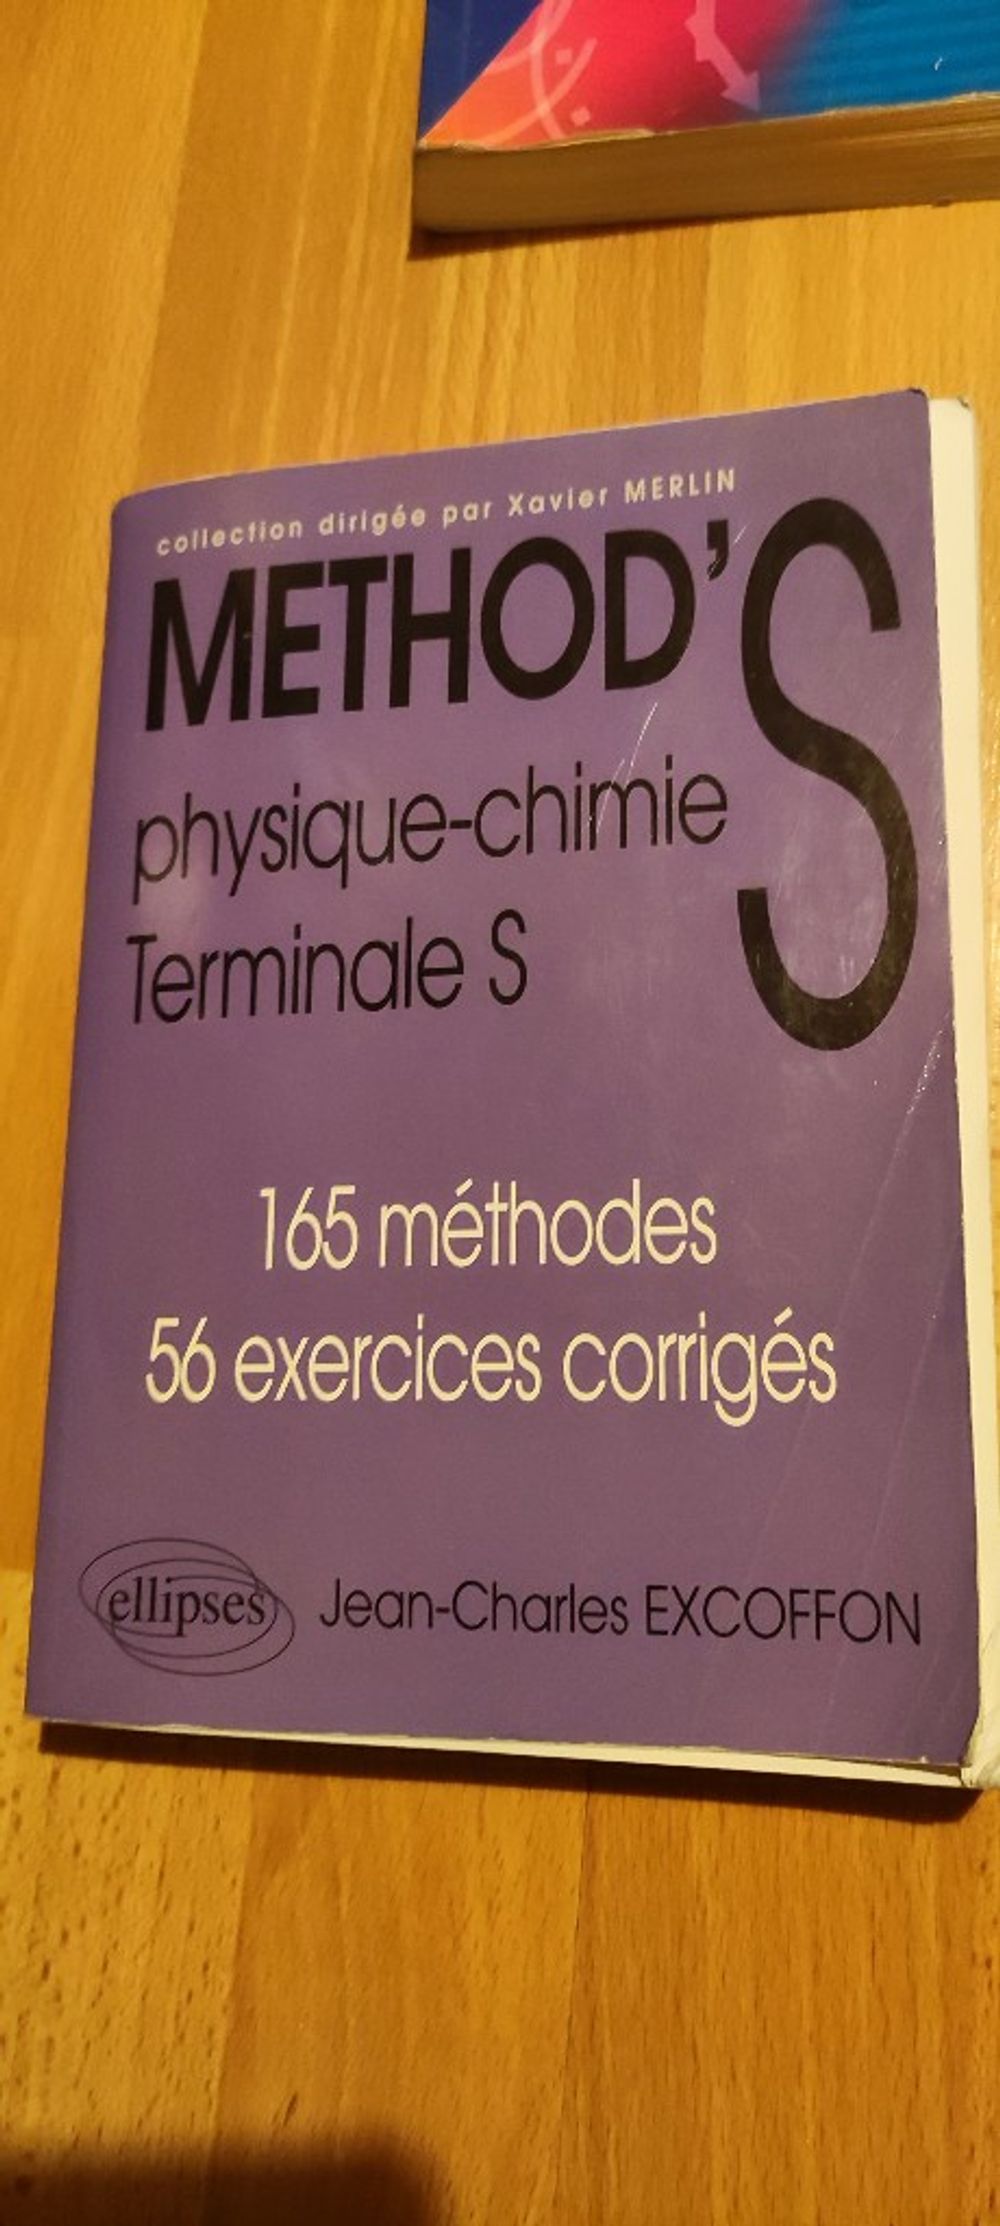 collection dirigée par Xavier MERLIN
METHOD'S
physique-chimie
Terminale S
165 méthodes
56 exercices corrigés
ellipses Jean-Charles EXCOFFON